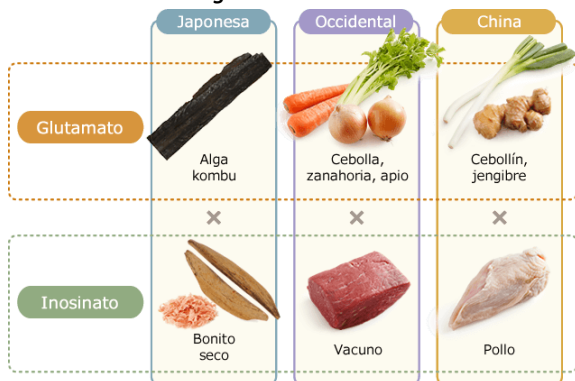 Japonesa
Occidental
China
Glutamato
Alga
kombu
Cebolla,
zanahoria, apio
Cebollín,
jengibre
×
×
×
Inosinato
Bonito
seco
Vacuno
Pollo